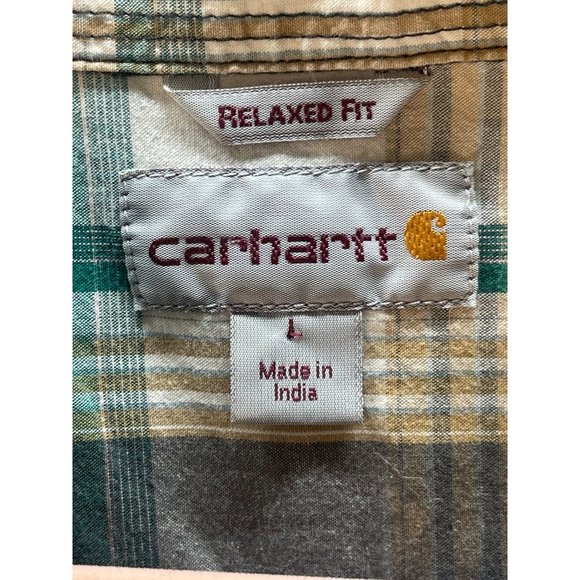 RELAXED FIT
carhartt
L
Made in
India